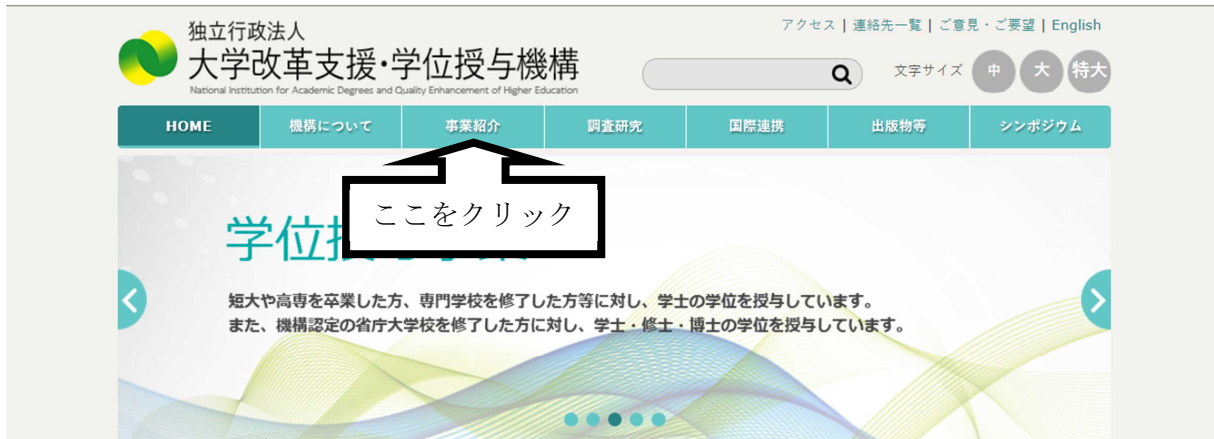 アクセス | 連絡先一覧 | ご意見・ご要望 | English
独立行政法人
大学改革支援・学位授与機構
National Institution for Academic Degrees and Quality Enhancement of Higher Education
文字サイズ 中 大 特大
HOME 機構について 事業紹介 調査研究 国際連携 出版物等 シンポジウム
ここをクリック
学位
短大や高専を卒業した方、専門学校を修了した方等に対し、学士の学位を授与しています。
また、機構認定の省庁大学校を修了した方に対し、学士・修士・博士の学位を授与しています。